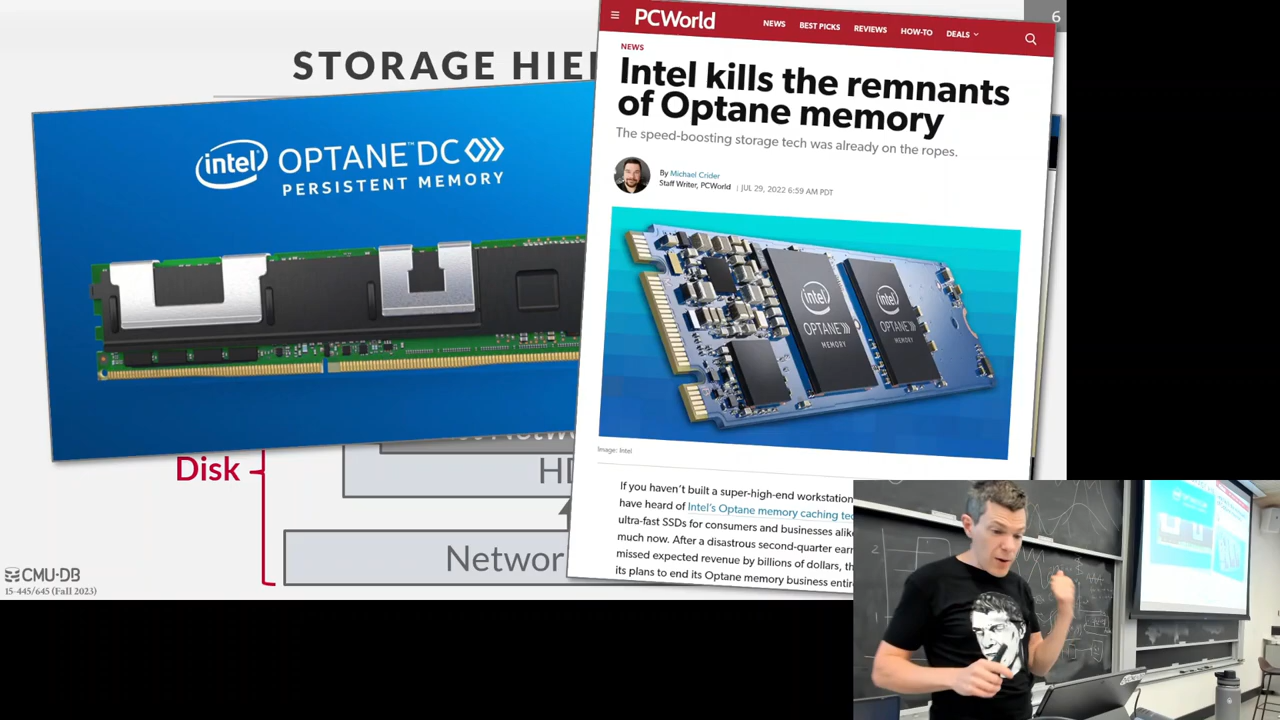 6
STORAGE HIE
intel OPTANE™ DC
PERSISTENT MEMORY
Disk
Network
CMU·DB
15-445/645 (Fall 2023)
PCWorld
NEWS BEST PICKS REVIEWS HOW-TO DEALS
NEWS
Intel kills the remnants
of Optane memory
The speed-boosting storage tech was already on the ropes.
By Michael Crider
Staff Writer, PCWorld | JUL 29, 2022 6:59 AM PDT
intel
OPTANE
MEMORY
intel
OPTANE
MEMORY
Image: Intel
If you haven't built a super-high-end workstation
have heard of Intel's Optane memory caching te
ultra-fast SSDs for consumers and businesses alike
much now. After a disastrous second-quarter earn
missed expected revenue by billions of dollars, th
its plans to end its Optane memory business entire